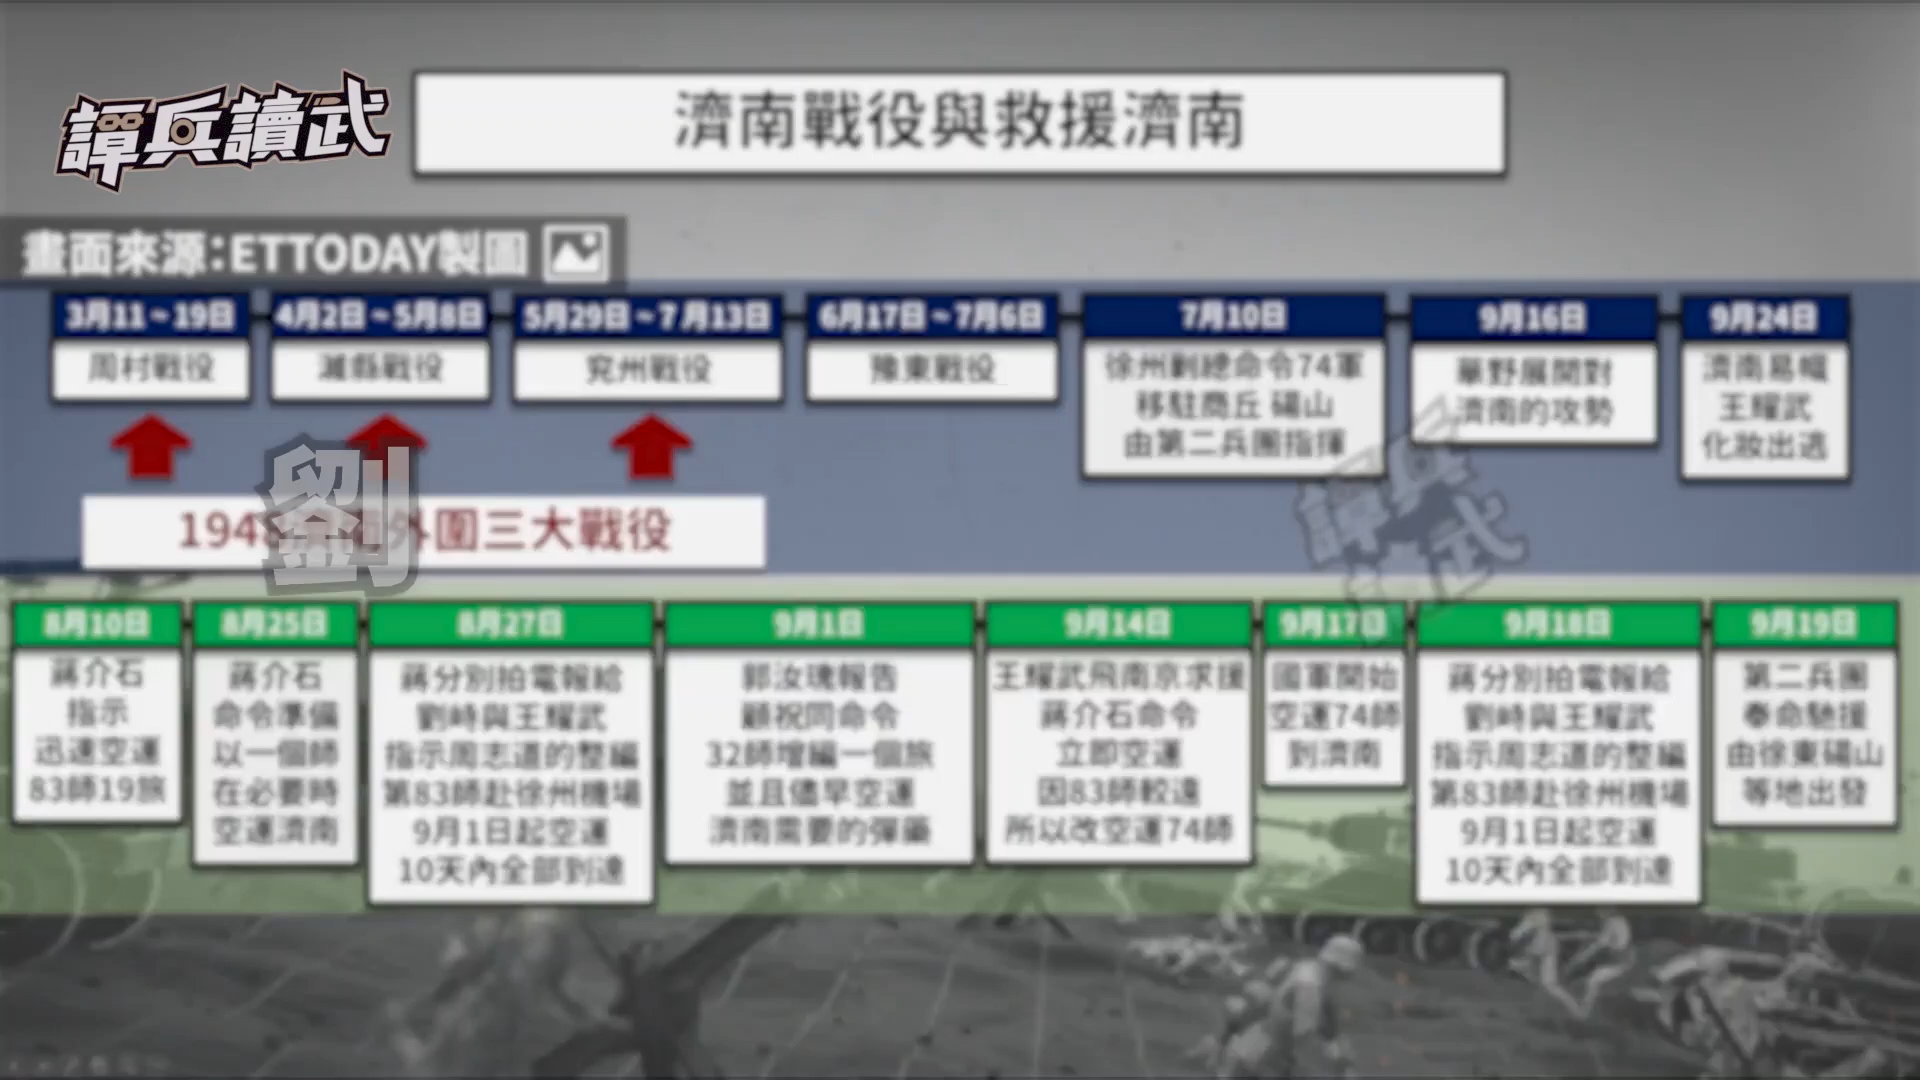 譚兵讀武
濟南戰役與救援濟南
畫面來源:ETTODAY製圖
3月11~19日
周村戰役
4月2日~5月8日
濰縣戰役
5月29日~7月13日
兗州戰役
6月17日~7月6日
豫東戰役
7月10日
徐州剿總命令74軍
移駐商丘 碭山
由第二兵團指揮
9月16日
華野展開對
濟南的攻勢
9月24日
濟南易幟
王耀武
化妝出逃
劉
外圍三大戰役
譚兵
讀武
8月10日
蔣介石
指示
迅速空運
83師19旅
8月25日
蔣介石
命令準備
以一個師
在必要時
空運濟南
8月27日
蔣分別拍電報給
劉峙與王耀武
指示周志道的整編
第83師赴徐州機場
9月1日起空運
10天內全部到達
9月1日
郭汝瑰報告
顧祝同命令
32師增編一個旅
並且儘早空運
濟南需要的彈藥
9月14日
王耀武飛南京求援
蔣介石命令
立即空運
因83師較遠
所以改空運74師
9月17日
國軍開始
空運74師
到濟南
9月18日
蔣分別拍電報給
劉峙與王耀武
指示周志道的整編
第83師赴徐州機場
9月1日起空運
10天內全部到達
9月19日
第二兵團
奉命馳援
由徐東碭山
等地出發